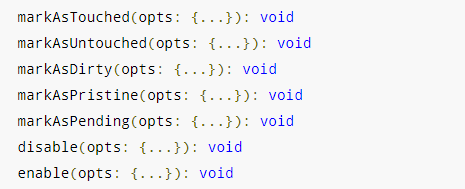 markAsTouched(opts: {...}): void
markAsUntouched(opts: {...}): void
markAsDirty(opts: {...}): void
markAsPristine(opts: {...}): void
markAsPending(opts: {...}): void
disable(opts: {...}): void
enable(opts: {...}): void